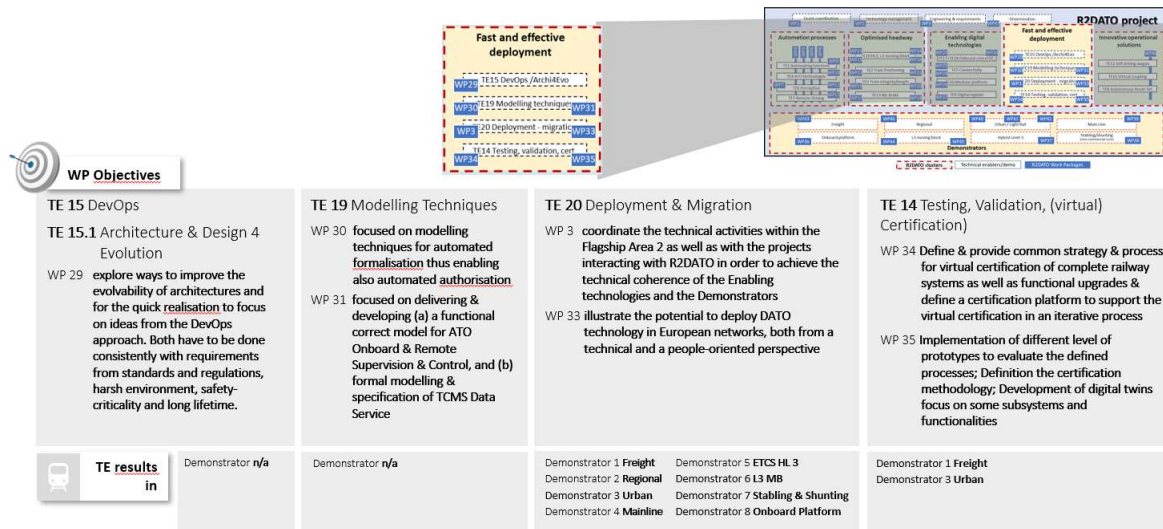 Fast and effective
deployment
TE15 DevOps /Archi4Evo
WP29
TE19 Modelling techniques
WP30
WP31
WP3
WP33
TE14 Testing, validation, cert
WP34
WP35
R2DATO project
Automation processes
Optimised headway
Enabling digital
technologies
Fast and effective
deployment
Innovative operational
solutions
Freight
Regional
Onboard platform
Demonstrators
R2DATO clusters
Technical enablers/demo
R2DATO Work Packages
WP Objectives
TE 15 DevOps
TE 15.1 Architecture & Design 4
Evolution
WP 29 explore ways to improve the
evolvability of architectures and
for the quick realisation to focus
on ideas from the DevOps
approach. Both have to be done
consistently with requirements
from standards and regulations,
harsh environment, safety-
criticality and long lifetime.
TE 19 Modelling Techniques
WP 30 focused on modelling
techniques for automated
formalisation thus enabling
also automated authorisation
WP 31 focused on delivering &
developing (a) a functional
correct model for ATO
Onboard & Remote
Supervision & Control, and (b)
formal modelling &
specification of TCMS Data
Service
TE 20 Deployment & Migration
WP 3 coordinate the technical activities within the
Flagship Area 2 as well as with the projects
interacting with R2DATO in order to achieve the
technical coherence of the Enabling
technologies and the Demonstrators
WP 33 illustrate the potential to deploy DATO
technology in European networks, both from a
technical and a people-oriented perspective
TE 14 Testing, Validation, (virtual)
Certification)
WP 34 Define & provide common strategy & process
for virtual certification of complete railway
systems as well as functional upgrades &
define a certification platform to support the
virtual certification in an iterative process
WP 35 Implementation of different level of
prototypes to evaluate the defined
processes; Definition the certification
methodology; Development of digital twins
focus on some subsystems and
functionalities
TE results
in
Demonstrator n/a
Demonstrator n/a
Demonstrator 1 Freight
Demonstrator 2 Regional
Demonstrator 3 Urban
Demonstrator 4 Mainline
Demonstrator 5 ETCS HL 3
Demonstrator 6 L3 MB
Demonstrator 7 Stabling & Shunting
Demonstrator 8 Onboard Platform
Demonstrator 1 Freight
Demonstrator 3 Urban